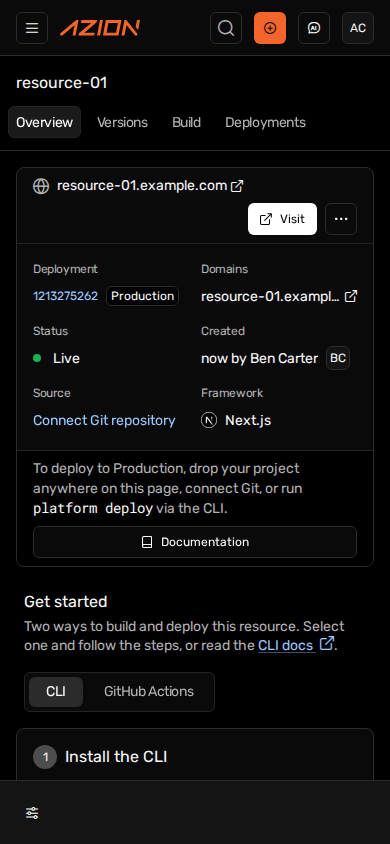 AZION
AI
AC
resource-01
Overview Versions Build Deployments
resource-01.example.com
Visit
Deployment Domains
1213275262 Production resource-01.exampl...
Status Created
Live now by Ben Carter BC
Source Framework
Connect Git repository N Next.js
To deploy to Production, drop your project
anywhere on this page, connect Git, or run
platform deploy via the CLI.
Documentation
Get started
Two ways to build and deploy this resource. Select
one and follow the steps, or read the CLI docs .
CLI GitHub Actions
1 Install the CLI